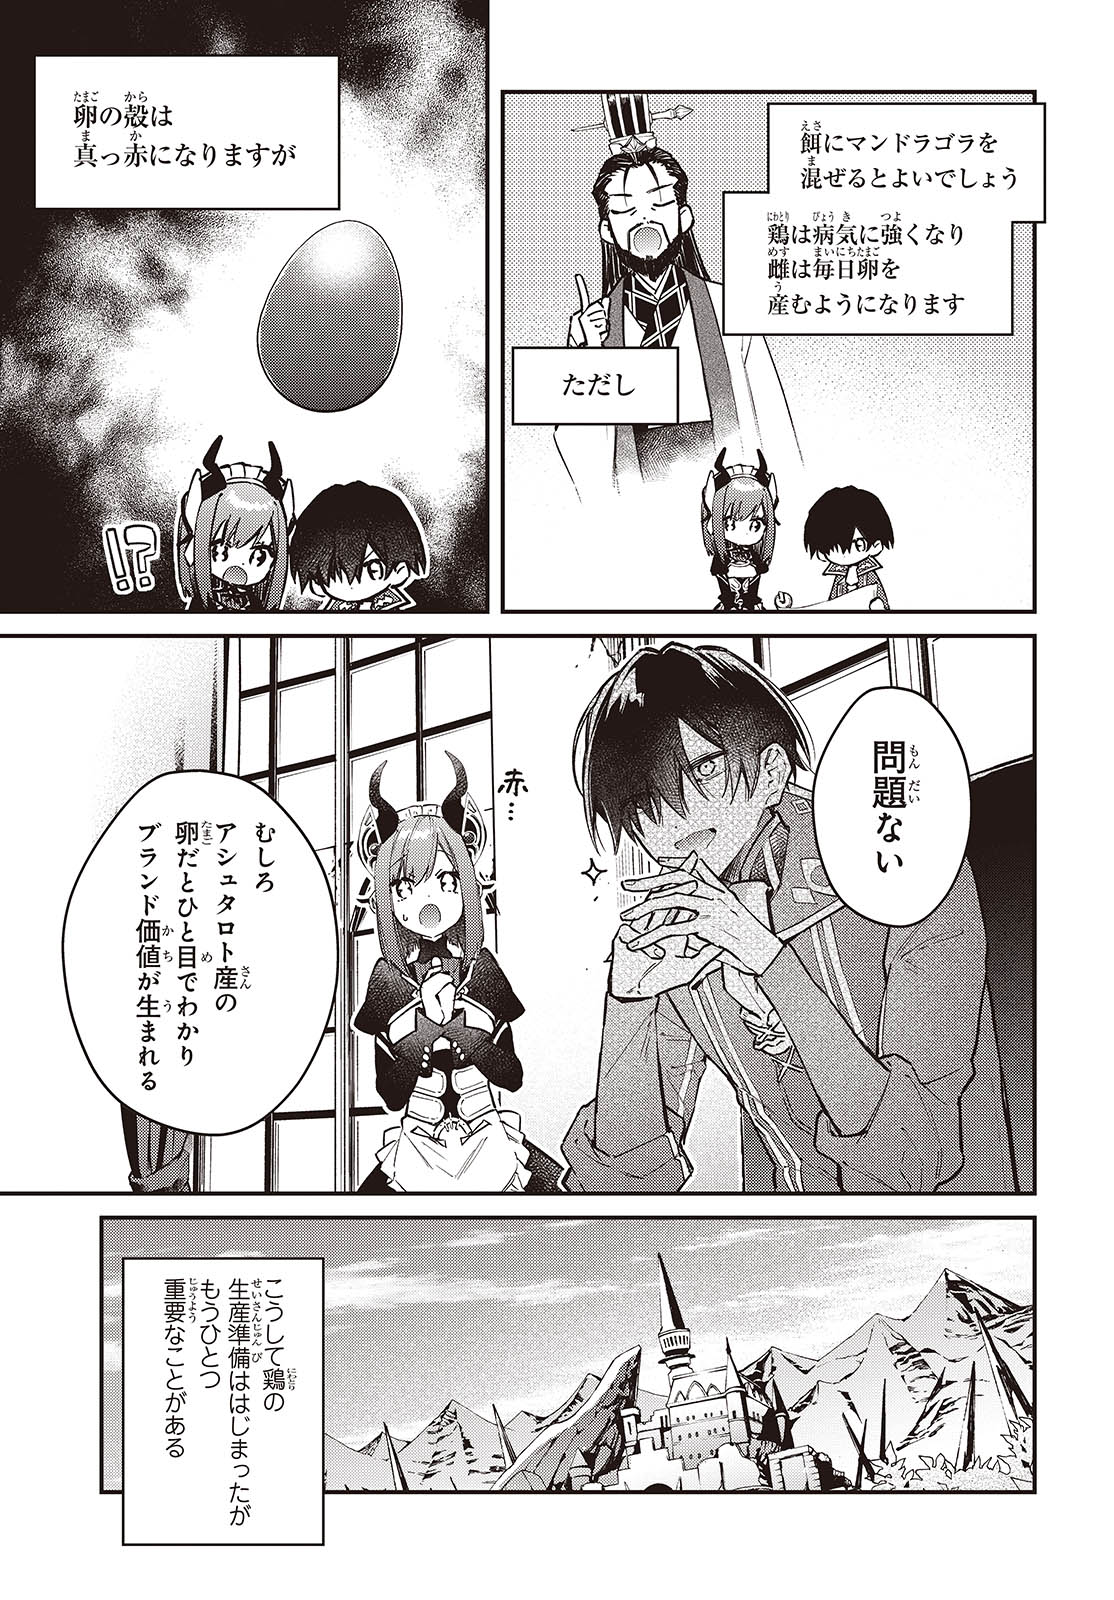 餌にマンドラゴラを
混ぜるとよいでしょう
鶏は病気に強くなり
雌は毎日卵を
産むようになります
ただし
卵の殻は
真っ赤になりますが
!?
問題ない
赤…
むしろ
アシュタロト産の
卵だとひと目でわかり
ブランド価値が生まれる
こうして鶏の
生産準備ははじまったが
もうひとつ
重要なことがある